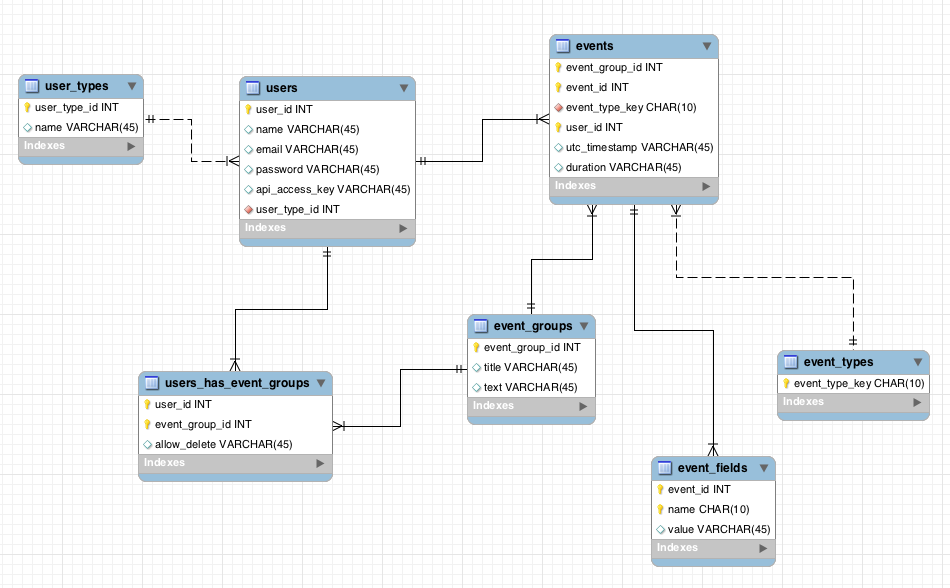 user_types
user_type_id INT
name VARCHAR(45)
Indexes
users
user_id INT
name VARCHAR(45)
email VARCHAR(45)
password VARCHAR(45)
api_access_key VARCHAR(45)
user_type_id INT
Indexes
events
event_group_id INT
event_id INT
event_type_key CHAR(10)
user_id INT
utc_timestamp VARCHAR(45)
duration VARCHAR(45)
Indexes
users_has_event_groups
user_id INT
event_group_id INT
allow_delete VARCHAR(45)
Indexes
event_groups
event_group_id INT
title VARCHAR(45)
text VARCHAR(45)
Indexes
event_types
event_type_key CHAR(10)
Indexes
event_fields
event_id INT
name CHAR(10)
value VARCHAR(45)
Indexes